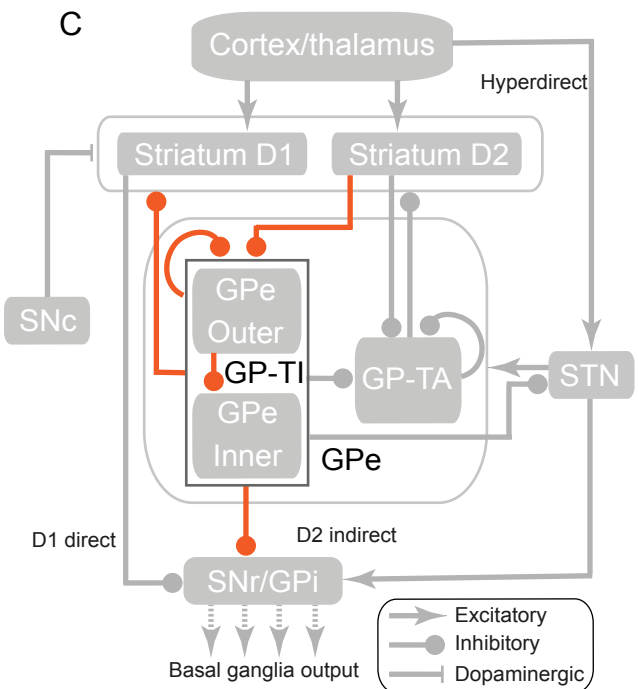 C
Cortex/thalamus
Hyperdirect
Striatum D1
Striatum D2
SNc
GPe
Outer
GP-TI
GP-TA
STN
GPe
Inner
GPe
D1 direct
D2 indirect
SNr/GPi
Basal ganglia output
Excitatory
Inhibitory
Dopaminergic